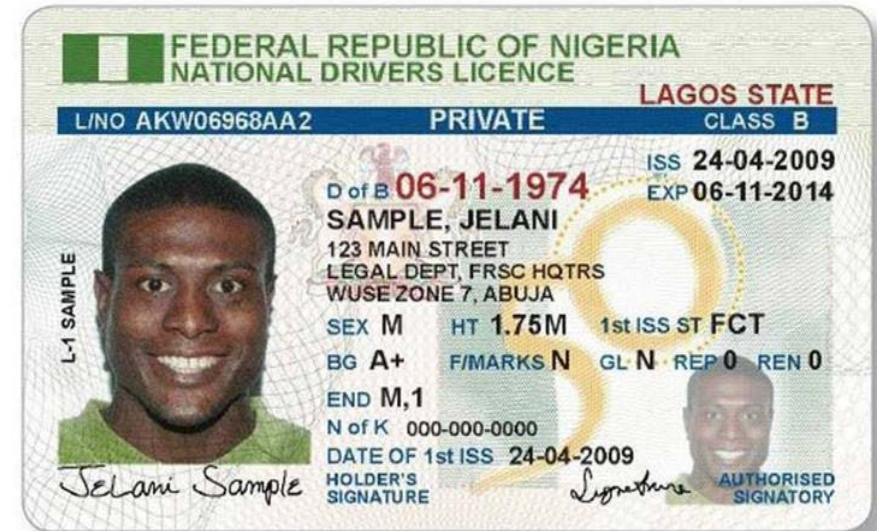 FEDERAL REPUBLIC OF NIGERIA
NATIONAL DRIVERS LICENCE
LAGOS STATE
L/NO AKW06968AA2 PRIVATE CLASS B
ISS 24-04-2009
D of B 06-11-1974 EXP 06-11-2014
SAMPLE, JELANI
123 MAIN STREET
LEGAL DEPT, FRSC HQTRS
WUSE ZONE 7, ABUJA
L-1 SAMPLE
SEX M HT 1.75M 1st ISS ST FCT
BG A+ F/MARKS N GL N REP 0 REN 0
END M,1
N of K 000-000-0000
DATE OF 1st ISS 24-04-2009
Jelani Sample HOLDER'S SIGNATURE Signature AUTHORISED SIGNATORY